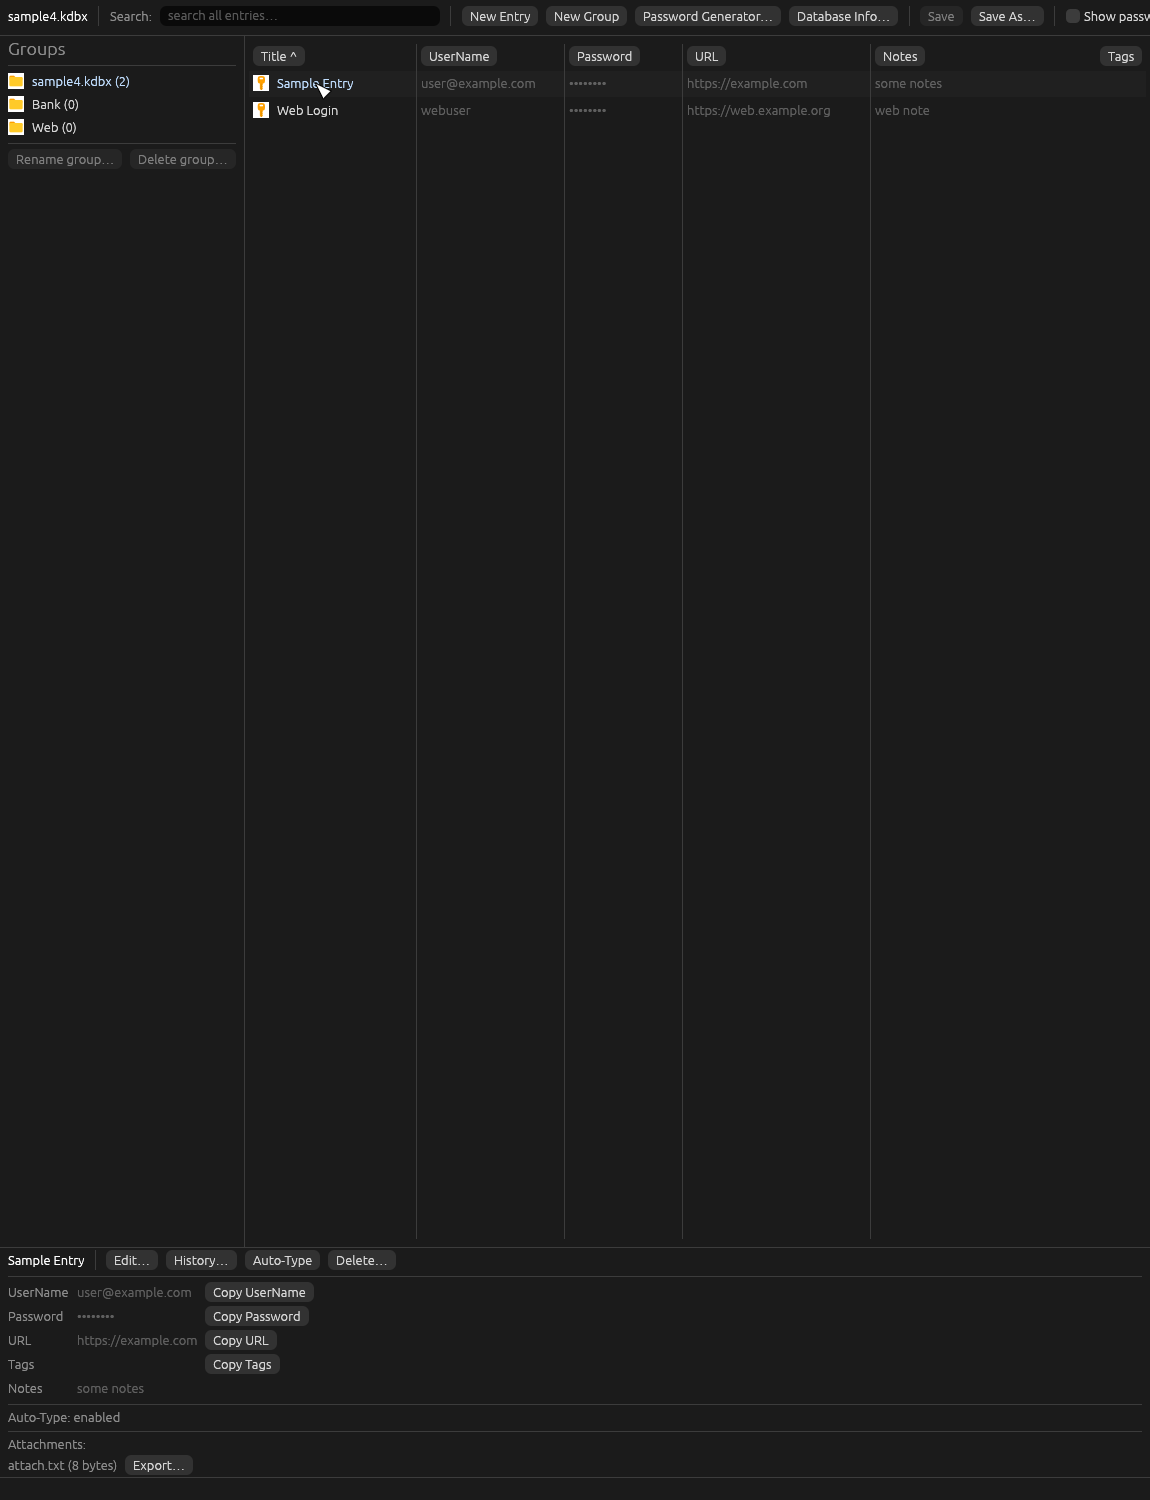 sample4.kdbx Search: search all entries... New Entry New Group Password Generator... Database Info... Save Save As... Show
Groups
sample4.kdbx (2)
Bank (0)
Web (0)
Rename group... Delete group...
Title ^ UserName Password URL Notes Tags
Sample Entry user@example.com •••••••• https://example.com some notes
Web Login webuser •••••••• https://web.example.org web note
Sample Entry Edit... History... Auto-Type Delete...
UserName user@example.com Copy UserName
Password •••••••• Copy Password
URL https://example.com Copy URL
Tags Copy Tags
Notes some notes
Auto-Type: enabled
Attachments:
attach.txt (8 bytes) Export...